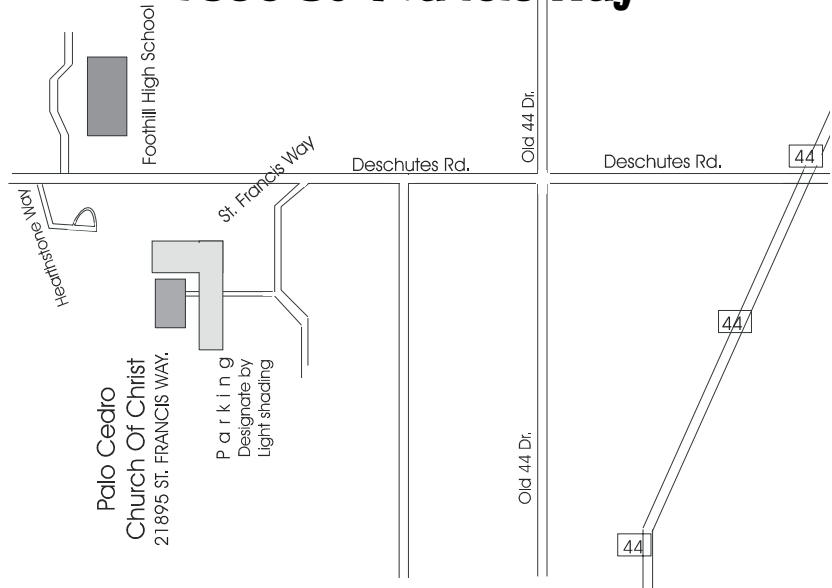 Foothill High School
Old 44 Dr.
St. Francis Way
Deschutes Rd.
Deschutes Rd.
44
Hearthstone Way
44
Palo Cedro
Church Of Christ
21895 ST. FRANCIS WAY.
Parking
Designate by
Light shading
Old 44 Dr.
44